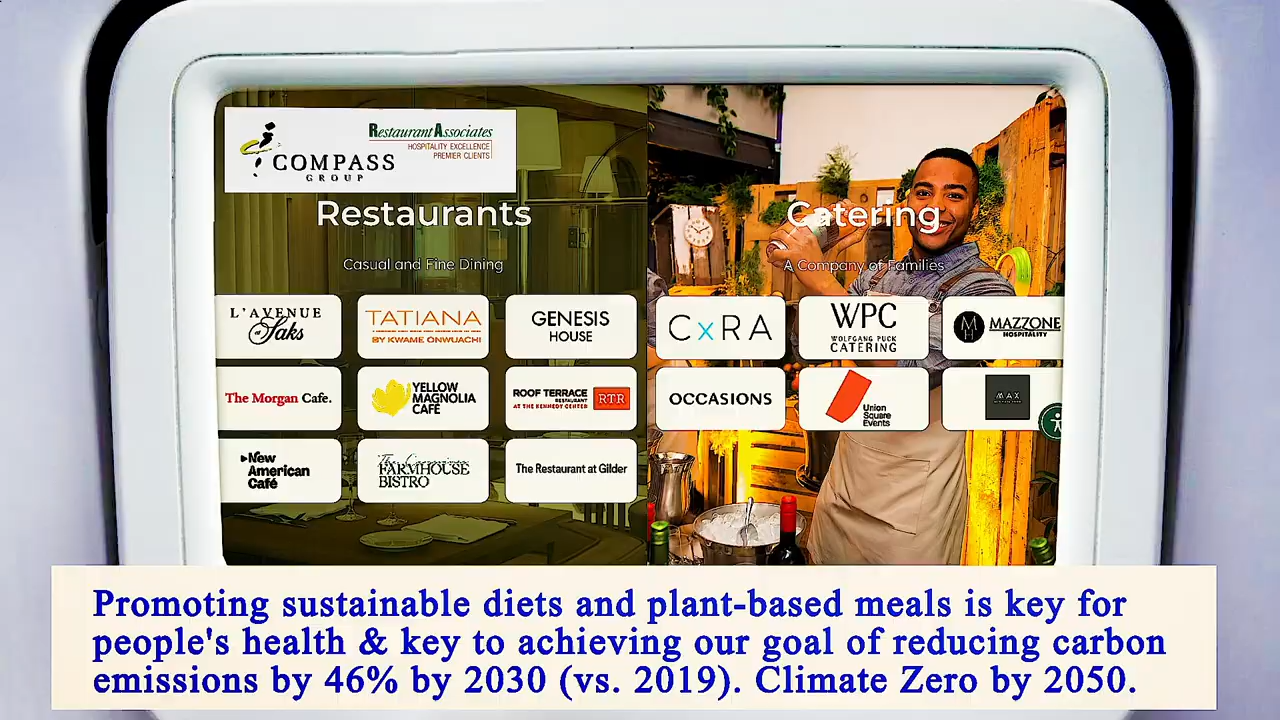 COMPASS
GROUP
RESTAURANT ASSOCIATES
HOSPITALITY EXCELLENCE
PREMIER CLIENTS
Restaurants
Casual and Fine Dining
L'AVENUE
Saks
TATIANA
BY KWAME ONWUACHI
GENESIS
HOUSE
The Morgan Cafe.
YELLOW
MAGNOLIA
CAFÉ
ROOF TERRACE
RESTAURANT
AT THE KENNEDY CENTER
RTR
New
American
Café
FARMHOUSE
BISTRO
The Restaurant at Gilder
Catering
A Company of Families
CxRA
WPC
WOLFGANG PUCK
CATERING
MH
MAZZONE
HOSPITALITY
OCCASIONS
Union
Square
Events
MAX
Promoting sustainable diets and plant-based meals is key for
people's health & key to achieving our goal of reducing carbon
emissions by 46% by 2030 (vs. 2019). Climate Zero by 2050.